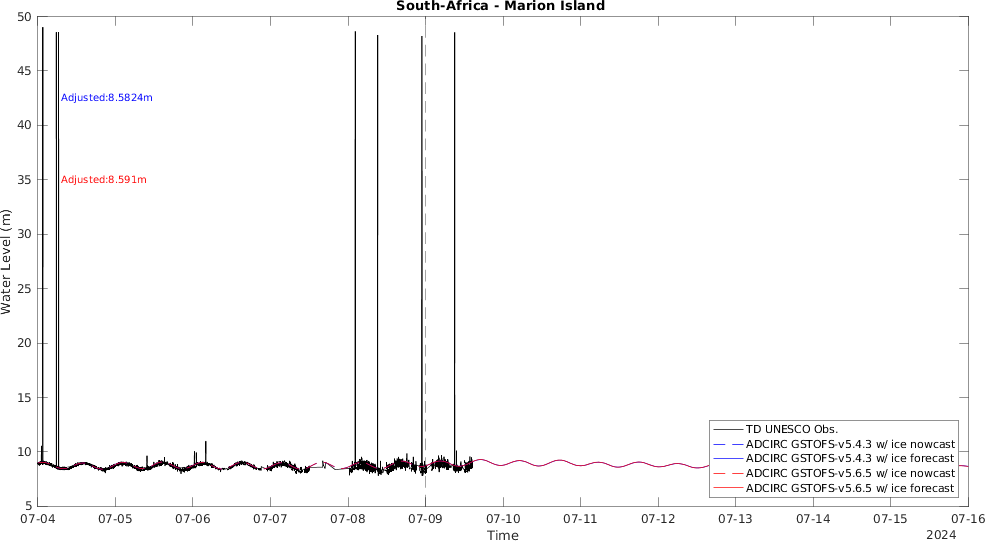 South-Africa - Marion Island
50
45
40
35
30
25
20
15
10
5
Water Level (m)
Adjusted:8.5824m
Adjusted:8.591m
TD UNESCO Obs.
ADCIRC GSTOFS-v5.4.3 w/ ice nowcast
ADCIRC GSTOFS-v5.4.3 w/ ice forecast
ADCIRC GSTOFS-v5.6.5 w/ ice nowcast
ADCIRC GSTOFS-v5.6.5 w/ ice forecast
07-04 07-05 07-06 07-07 07-08 07-09 07-10 07-11 07-12 07-13 07-14 07-15 07-16
Time
2024